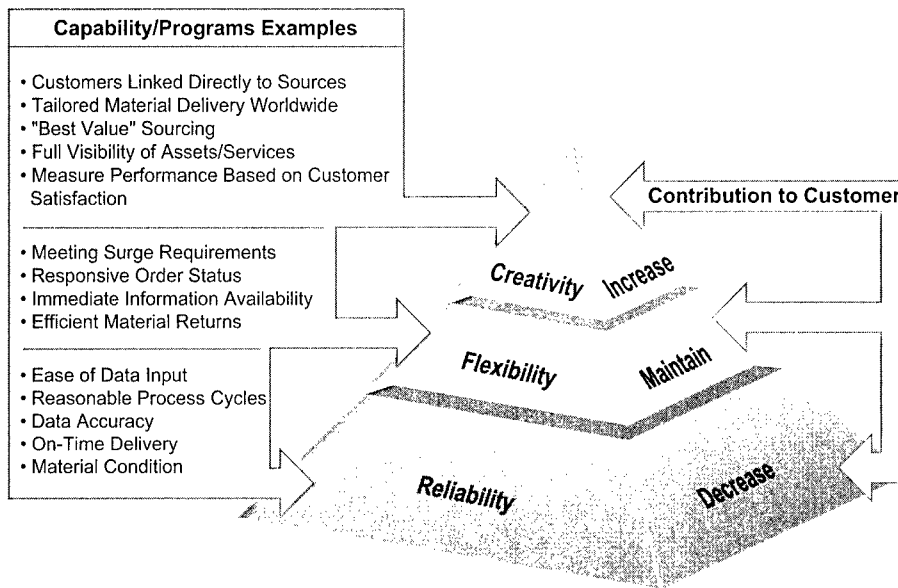 Capability/Programs Examples
• Customers Linked Directly to Sources
• Tailored Material Delivery Worldwide
• "Best Value" Sourcing
• Full Visibility of Assets/Services
• Measure Performance Based on Customer
Satisfaction
• Meeting Surge Requirements
• Responsive Order Status
• Immediate Information Availability
• Efficient Material Returns
• Ease of Data Input
• Reasonable Process Cycles
• Data Accuracy
• On-Time Delivery
• Material Condition
Contribution to Customer
Creativity
Increase
Flexibility
Maintain
Reliability
Decrease